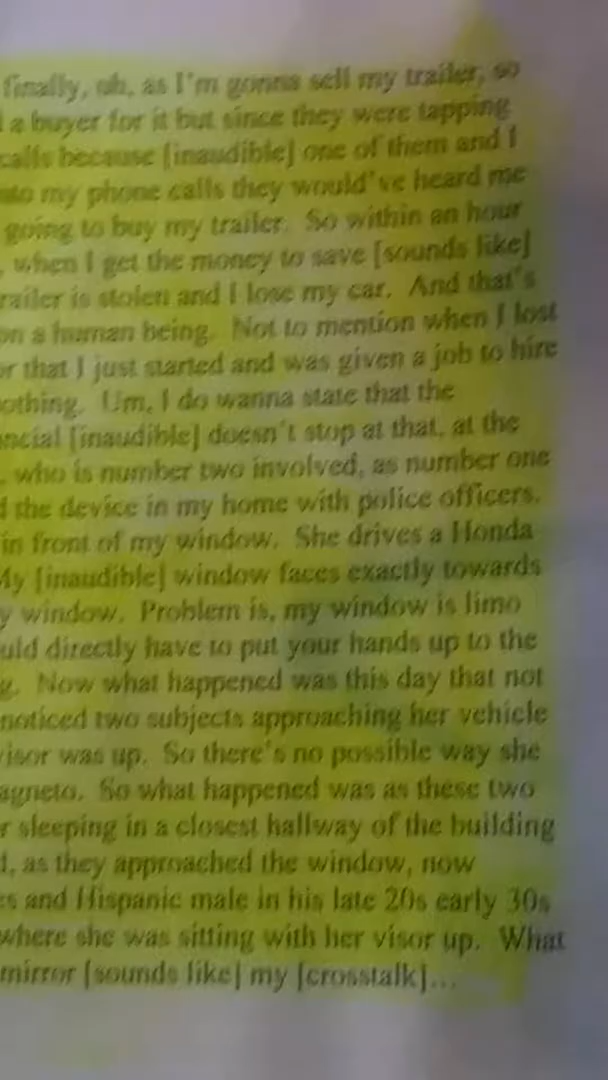 finally, uh, as I'm gonna sell my trailer, so
a buyer for it but since they were tapping
calls because [inaudible] one of them and I
my phone calls they would've heard me
going to buy my trailer. So within an hour
, when I get the money to save [sounds like]
railer is stolen and I lose my car. And that's
on a human being. Not to mention when I lost
or that I just started and was given a job to hire
othing. Um, I do wanna state that the
ncial [inaudible] doesn't stop at that, at the
, who is number two involved, as number one
d the device in my home with police officers.
in front of my window. She drives a Honda
My [inaudible] window faces exactly towards
y window. Problem is, my window is limo
uld directly have to put your hands up to the
g. Now what happened was this day that not
noticed two subjects approaching her vehicle
visor was up. So there's no possible way she
agneto. So what happened was as these two
r sleeping in a closest hallway of the building
d, as they approached the window, now
es and Hispanic male in his late 20s early 30s
where she was sitting with her visor up. What
mirror [sounds like] my [crosstalk]...